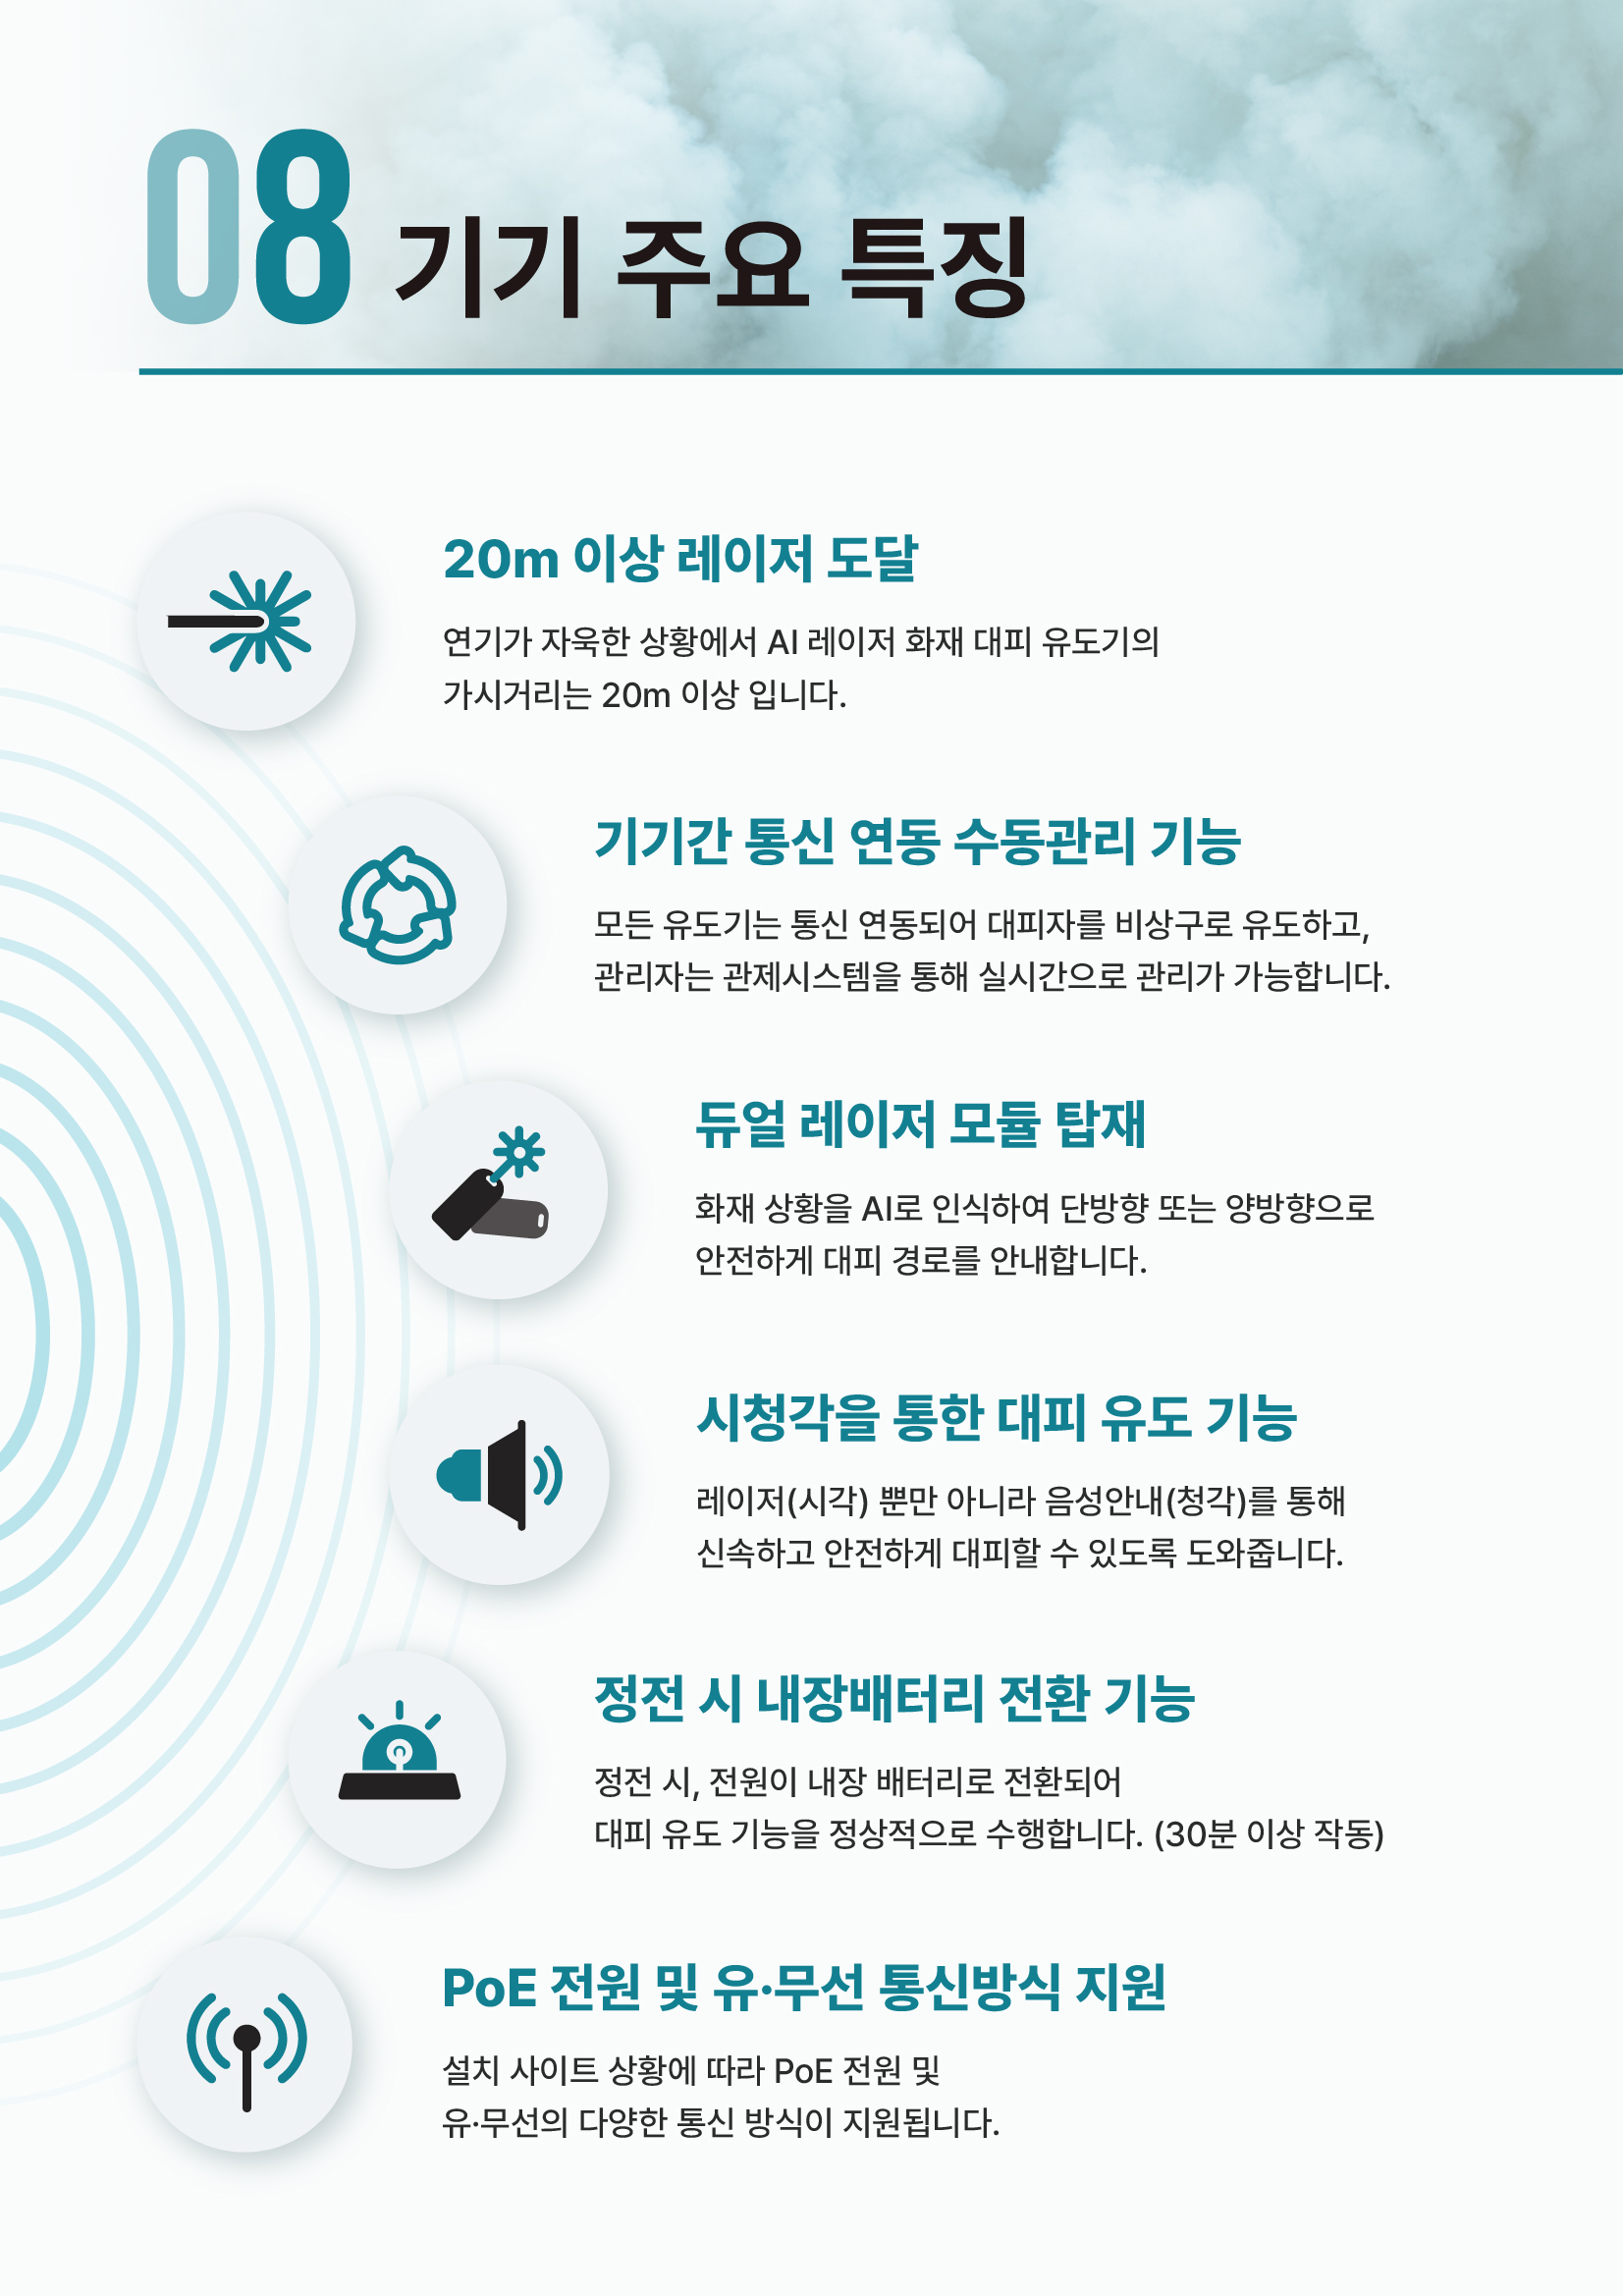 08 기기 주요 특징
20m 이상 레이저 도달
연기가 자욱한 상황에서 AI 레이저 화재 대피 유도기의
가시거리는 20m 이상 입니다.
기기간 통신 연동 수동관리 기능
모든 유도기는 통신 연동되어 대피자를 비상구로 유도하고,
관리자는 관제시스템을 통해 실시간으로 관리가 가능합니다.
듀얼 레이저 모듈 탑재
화재 상황을 AI로 인식하여 단방향 또는 양방향으로
안전하게 대피 경로를 안내합니다.
시청각을 통한 대피 유도 기능
레이저(시각) 뿐만 아니라 음성안내(청각)를 통해
신속하고 안전하게 대피할 수 있도록 도와줍니다.
정전 시 내장배터리 전환 기능
정전 시, 전원이 내장 배터리로 전환되어
대피 유도 기능을 정상적으로 수행합니다. (30분 이상 작동)
PoE 전원 및 유·무선 통신방식 지원
설치 사이트 상황에 따라 PoE 전원 및
유·무선의 다양한 통신 방식이 지원됩니다.